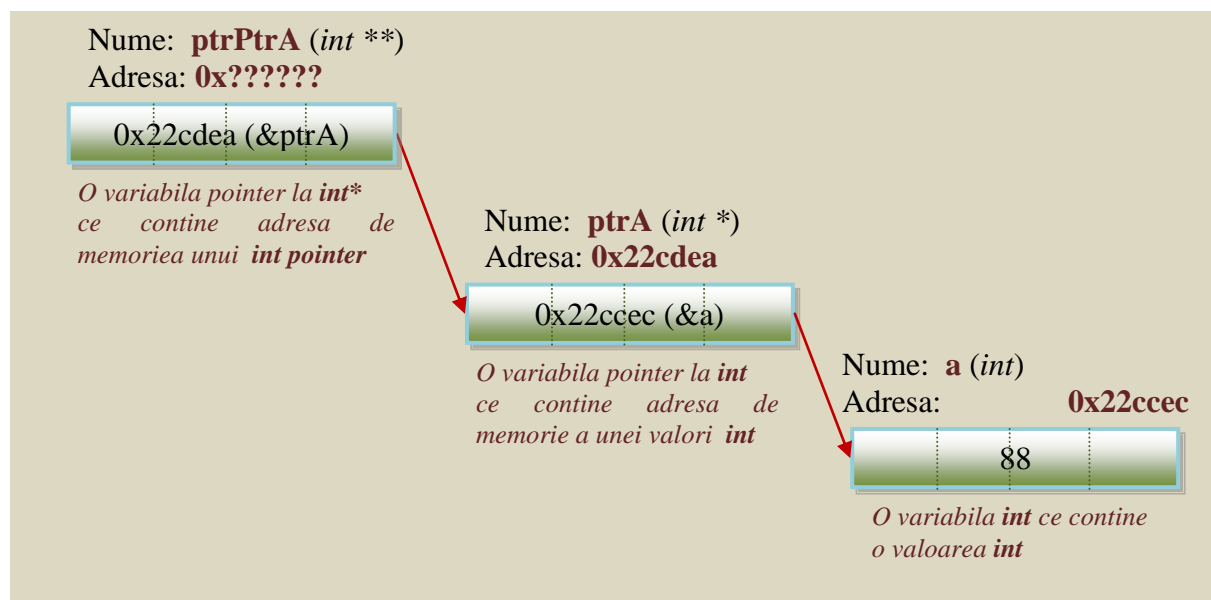 Nume: ptrPtrA (int **)
Adresa: 0x??????
0x22cdea (&ptrA)
O variabila pointer la int*
ce contine adresa de
memoriea unui int pointer
Nume: ptrA (int *)
Adresa: 0x22cdea
0x22ccec (&a)
O variabila pointer la int
ce contine adresa de
memorie a unei valori int
Nume: a (int)
Adresa: 0x22ccec
88
O variabila int ce contine
o valoarea int